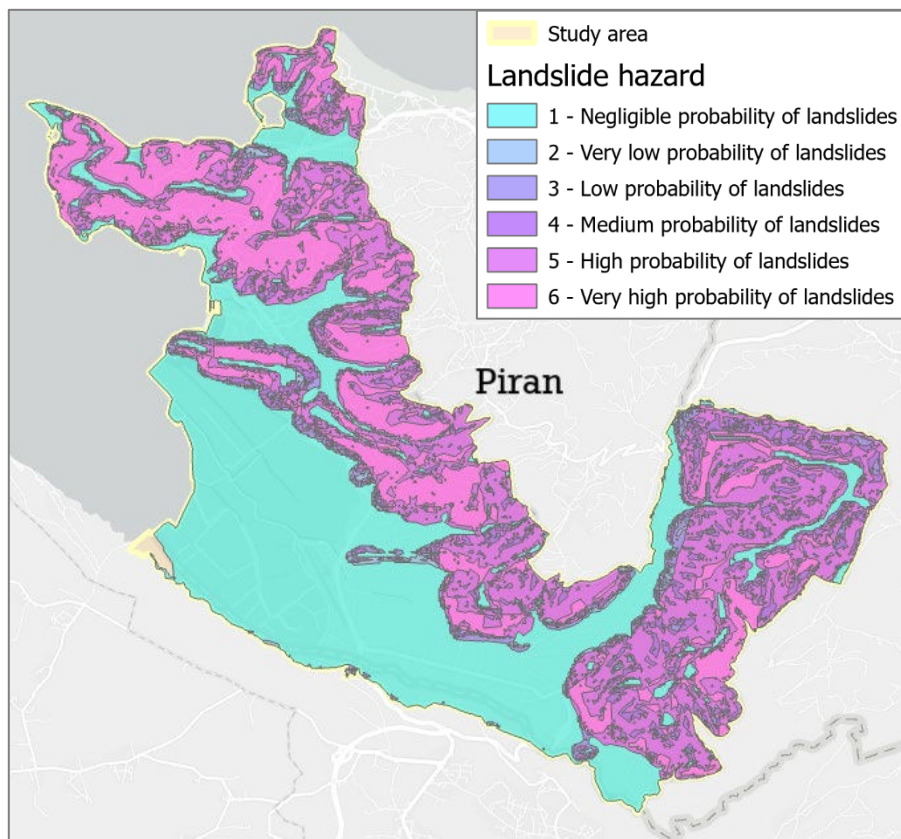 Study area
Landslide hazard
1 - Negligible probability of landslides
2 - Very low probability of landslides
3 - Low probability of landslides
4 - Medium probability of landslides
5 - High probability of landslides
6 - Very high probability of landslides
Piran